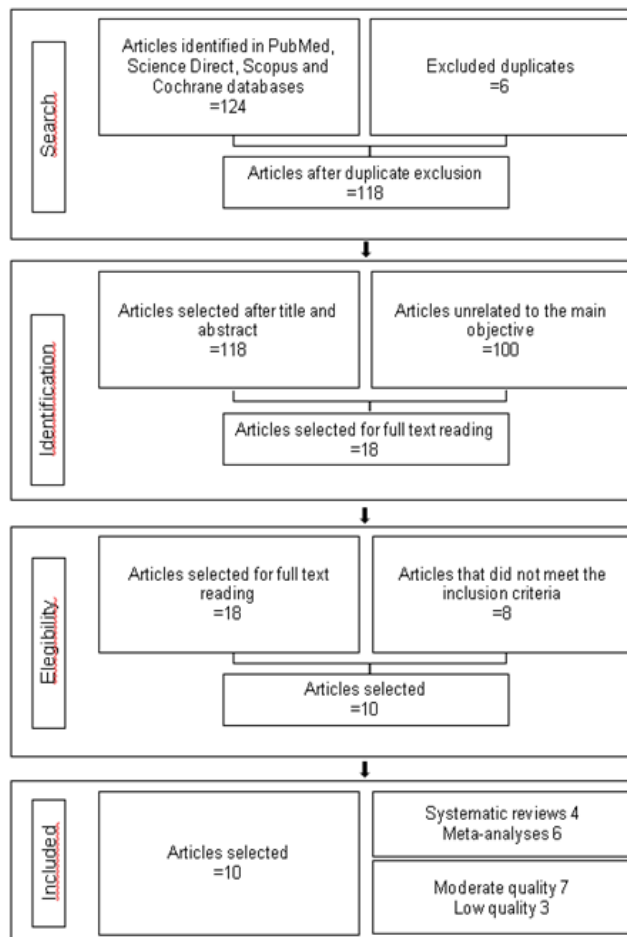 Search
Articles identified in PubMed,
Science Direct, Scopus and
Cochrane databases
=124
Excluded duplicates
=6
Articles after duplicate exclusion
=118
Identification
Articles selected after title and
abstract
=118
Articles unrelated to the main
objective
=100
Articles selected for full text reading
=18
Elegibility
Articles selected for full text
reading
=18
Articles that did not meet the
inclusion criteria
=8
Articles selected
=10
Included
Articles selected
=10
Systematic reviews 4
Meta-analyses 6
Moderate quality 7
Low quality 3